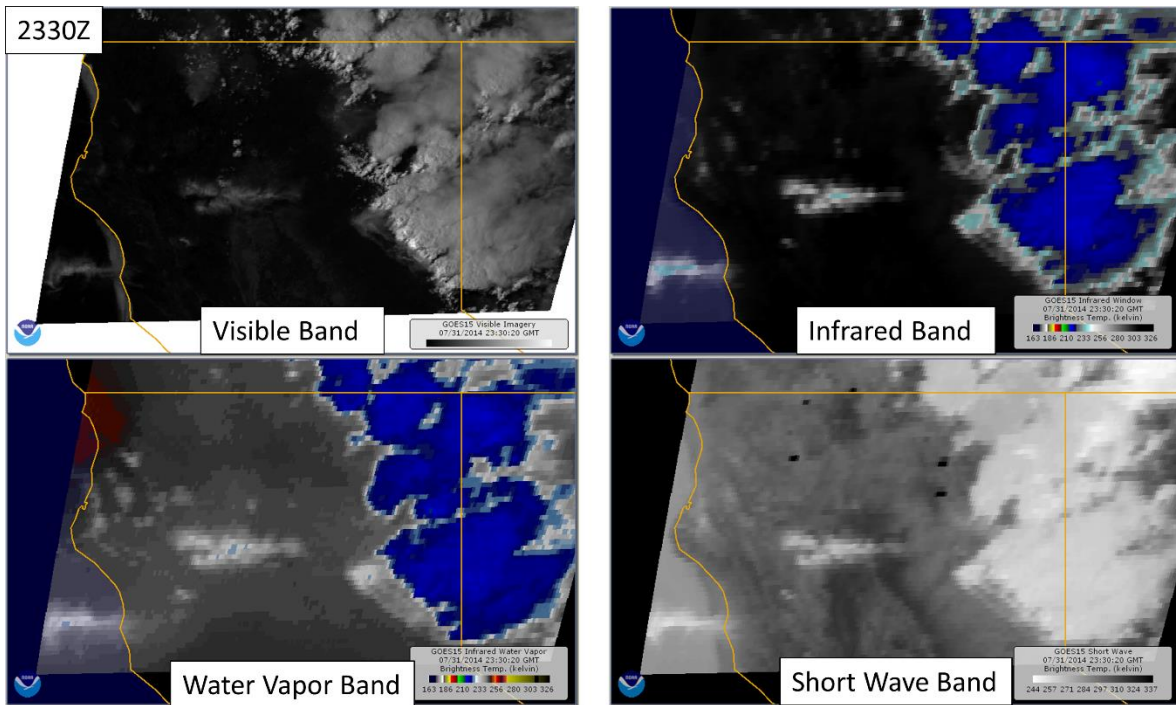 2330Z
Visible Band
GOES15 Visible Imagery
07/31/2014 23:30:20 GMT
Infrared Band
GOES15 Infrared Window
07/31/2014 23:30:20 GMT
Brightness Temp. (kelvin)
163 186 210 233 256 280 303 326
Water Vapor Band
GOES15 Infrared Water Vapor
07/31/2014 23:30:20 GMT
Brightness Temp. (kelvin)
163 186 210 233 256 280 303 326
Short Wave Band
GOES15 Short Wave
07/31/2014 23:30:20 GMT
Brightness Temp. (kelvin)
244 257 271 284 297 310 324 337